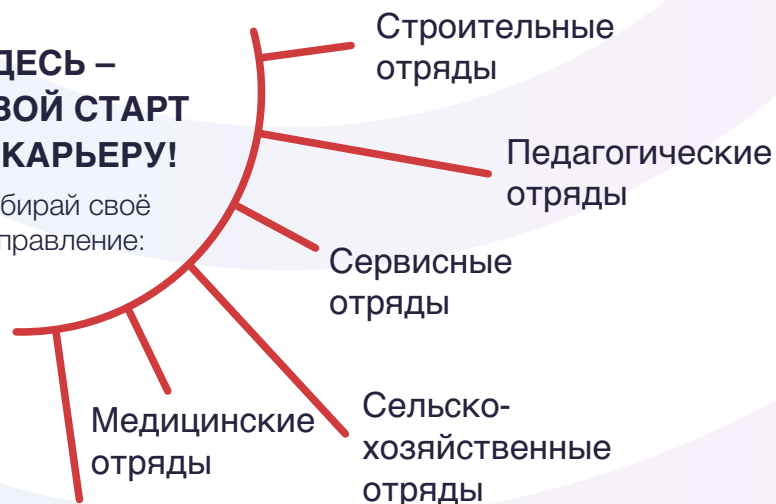 ДЕСЬ –
ВОЙ СТАРТ
КАРЬЕРУ!
бирай своё
правление:
Строительные
отряды
Педагогические
отряды
Сервисные
отряды
Сельско-
хозяйственные
отряды
Медицинские
отряды